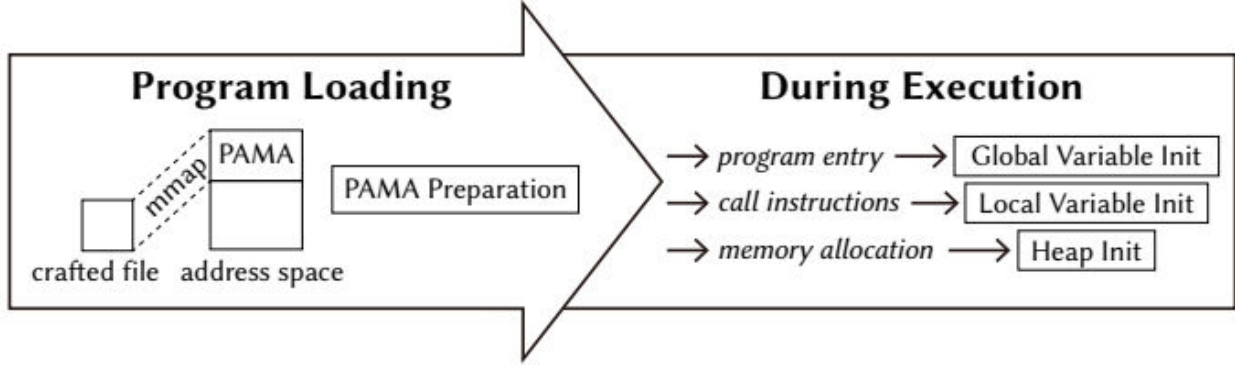 Program Loading
PAMA
mmap
PAMA Preparation
crafted file
address space
During Execution
program entry
Global Variable Init
call instructions
Local Variable Init
memory allocation
Heap Init